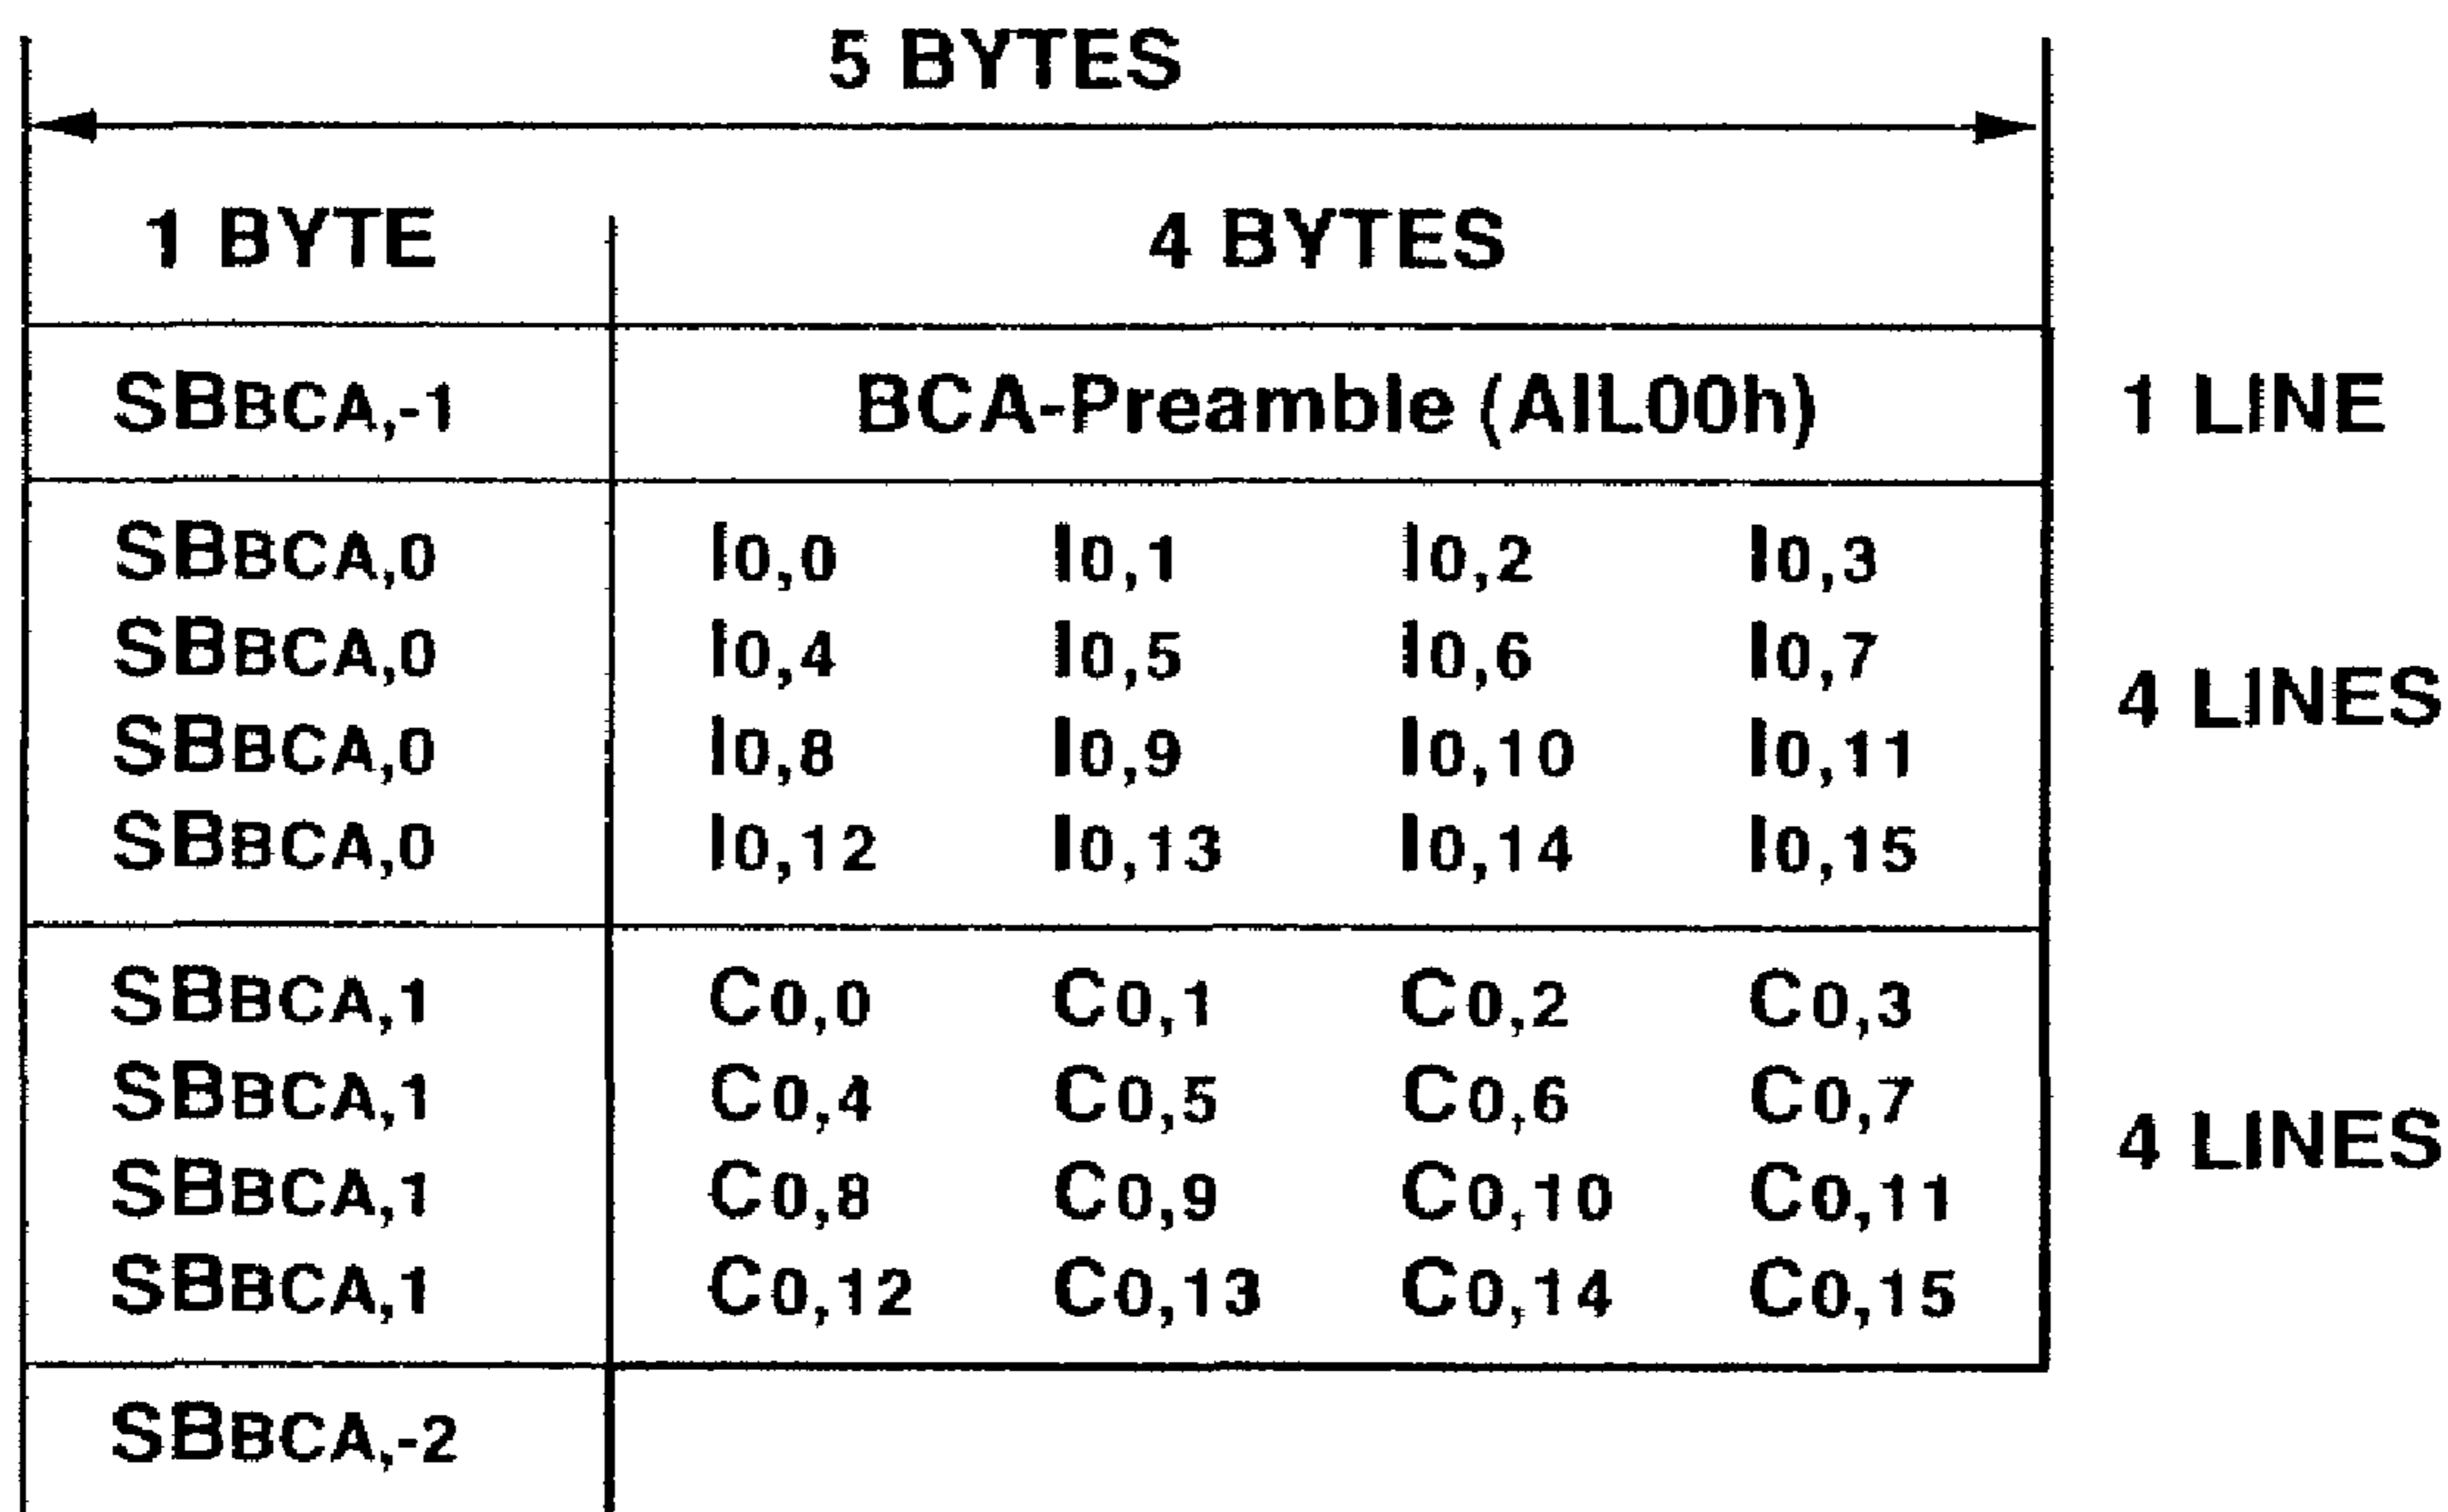 5 BYTES
1 BYTE 4 BYTES
SBBCA,-1 BCA-Preamble (AIL00h) 1 LINE
SBBCA,0 I0,0 I0,1 I0,2 I0,3
SBBCA,0 I0,4 I0,5 I0,6 I0,7
4 LINES
SBBCA,0 I0,8 I0,9 I0,10 I0,11
SBBCA,0 I0,12 I0,13 I0,14 I0,15
SBBCA,1 C0,0 C0,1 C0,2 C0,3
SBBCA,1 C0,4 C0,5 C0,6 C0,7
4 LINES
SBBCA,1 C0,8 C0,9 C0,10 C0,11
SBBCA,1 C0,12 C0,13 C0,14 C0,15
SBBCA,-2